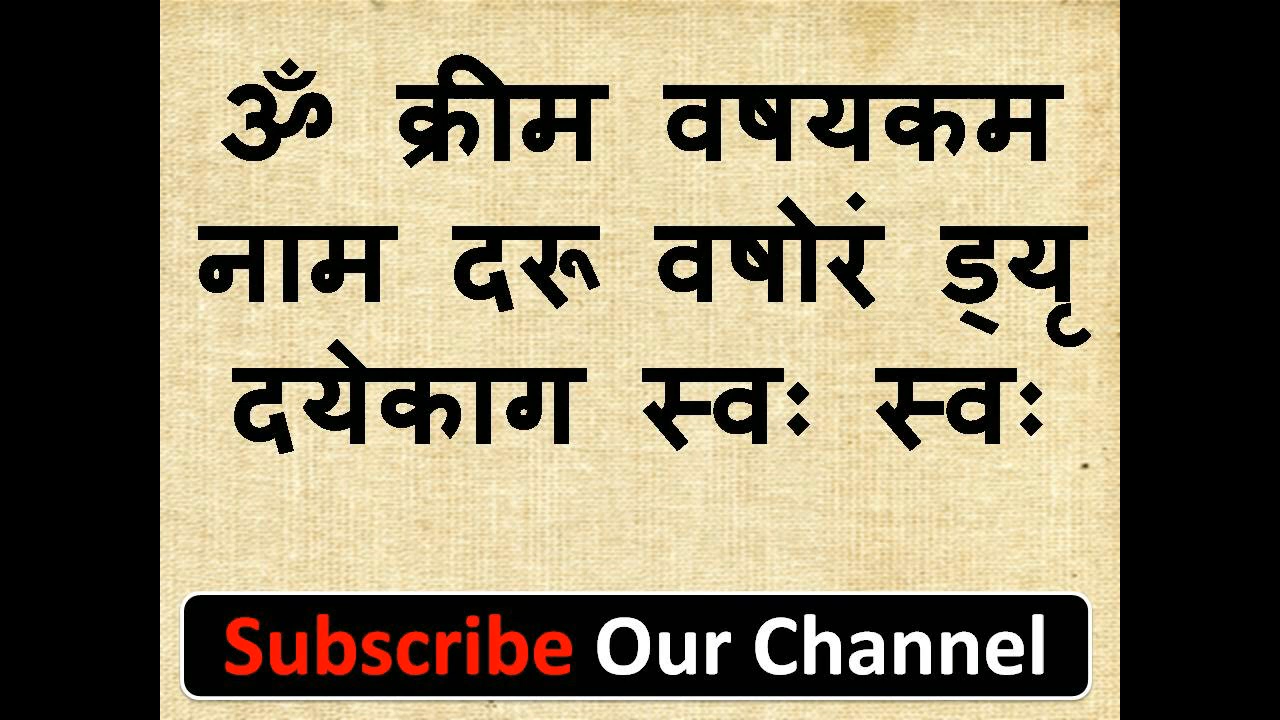 ॐ क्रीम वषयकम
नाम दरू वषोरं ड्यृ
दयेकाग स्वः स्वः
Subscribe Our Channel